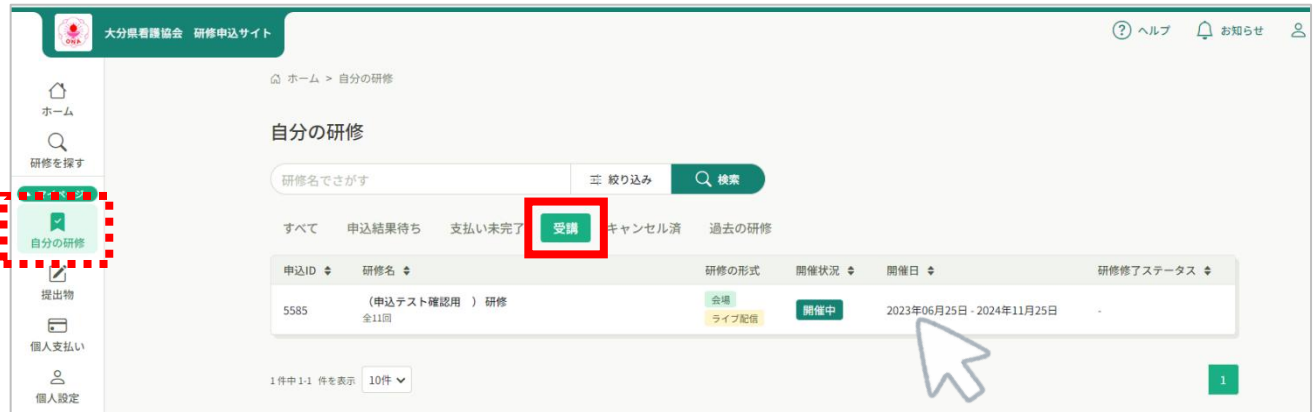 ONA
大分県看護協会 研修申込サイト
ヘルプ
お知らせ
ホーム > 自分の研修
ホーム
研修を探す
マイページ
自分の研修
提出物
個人支払い
個人設定
自分の研修
研修名でさがす
絞り込み
検索
すべて 申込結果待ち 支払い未完了 受講 キャンセル済 過去の研修
申込ID 研修名 研修の形式 開催状況 開催日 研修修了ステータス
5585 (申込テスト確認用 ) 研修 会場 開催中 2023年06月25日 - 2024年11月25日 -
全11回 ライブ配信
1件中 1-1 件を表示 10件 1